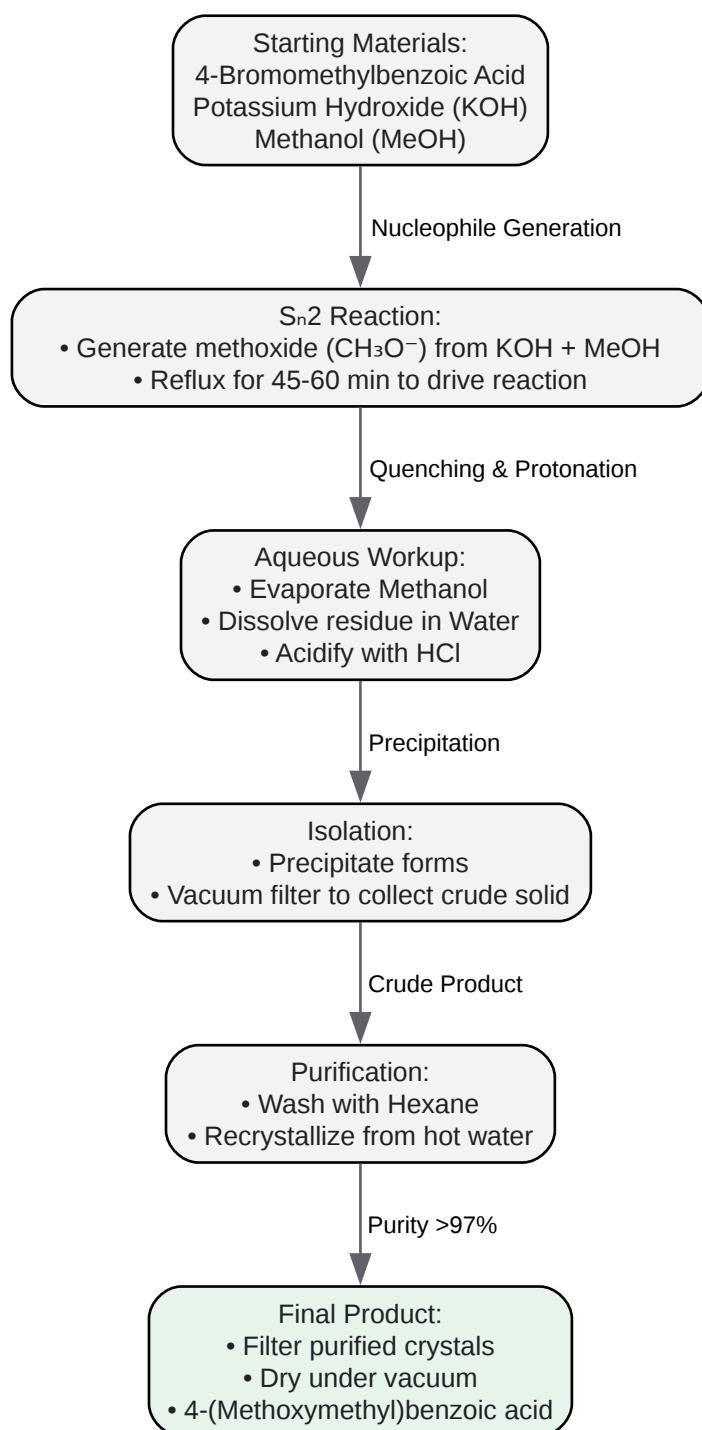 Starting Materials:
4-Bromomethylbenzoic Acid
Potassium Hydroxide (KOH)
Methanol (MeOH)
Nucleophile Generation
Sₙ2 Reaction:
• Generate methoxide (CH₃O⁻) from KOH + MeOH
• Reflux for 45-60 min to drive reaction
Quenching & Protonation
Aqueous Workup:
• Evaporate Methanol
• Dissolve residue in Water
• Acidify with HCl
Precipitation
Isolation:
• Precipitate forms
• Vacuum filter to collect crude solid
Crude Product
Purification:
• Wash with Hexane
• Recrystallize from hot water
Purity >97%
Final Product:
• Filter purified crystals
• Dry under vacuum
• 4-(Methoxymethyl)benzoic acid